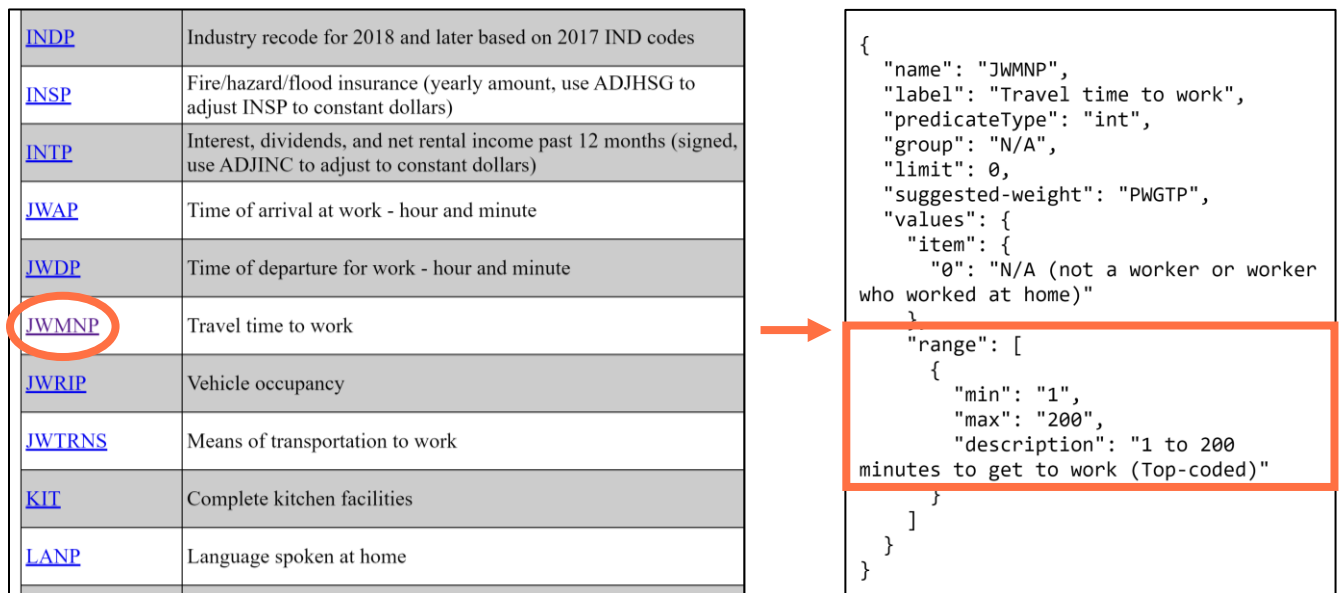 INDP Industry recode for 2018 and later based on 2017 IND codes
INSP Fire/hazard/flood insurance (yearly amount, use ADJHSG to
adjust INSP to constant dollars)
INTP Interest, dividends, and net rental income past 12 months (signed,
use ADJINC to adjust to constant dollars)
JWAP Time of arrival at work - hour and minute
JWDP Time of departure for work - hour and minute
JWMNP Travel time to work
JWRIP Vehicle occupancy
JWTRNS Means of transportation to work
KIT Complete kitchen facilities
LANP Language spoken at home
{
"name": "JWMNP",
"label": "Travel time to work",
"predicateType": "int",
"group": "N/A",
"limit": 0,
"suggested-weight": "PWGTP",
"values": {
"item": {
"0": "N/A (not a worker or worker
who worked at home)"
},
"range": [
{
"min": "1",
"max": "200",
"description": "1 to 200
minutes to get to work (Top-coded)"
}
]
}
}